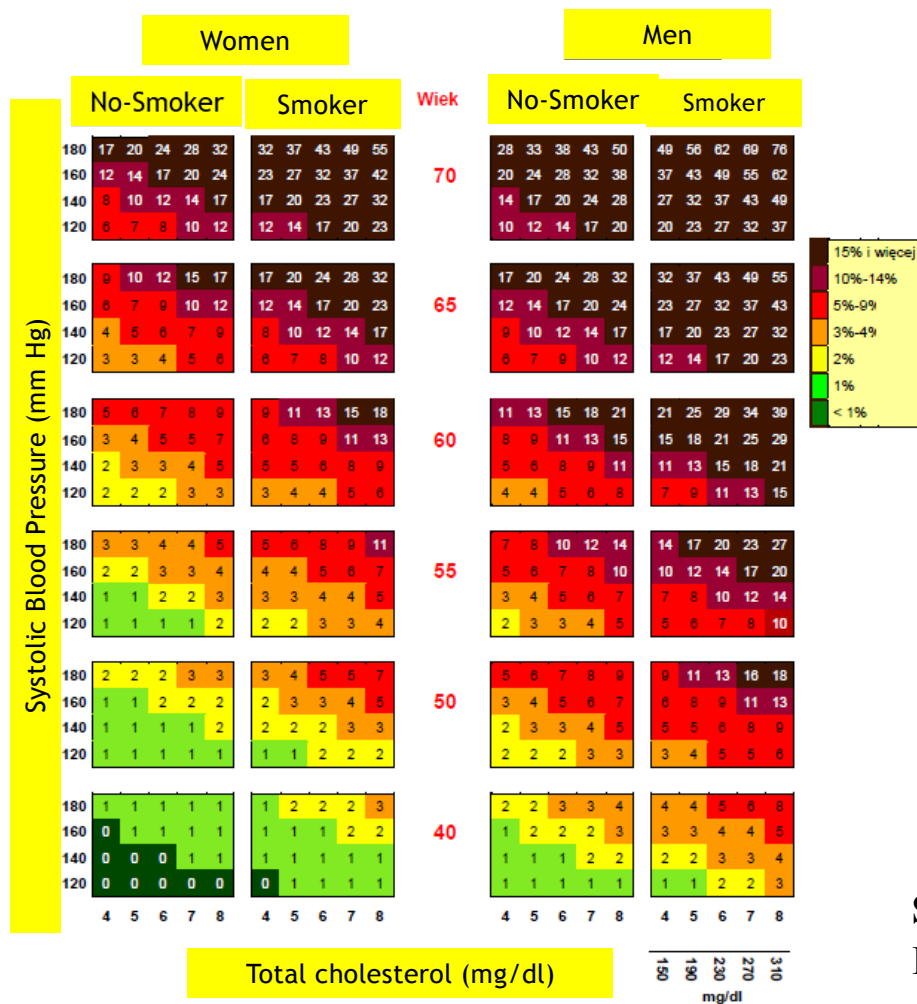 Women Men
No-Smoker Smoker Wiek No-Smoker Smoker
Systolic Blood Pressure (mm Hg)
180 17 20 24 28 32 32 37 43 49 55 28 33 38 43 50 49 56 62 69 76
160 12 14 17 20 24 23 27 32 37 42 70 20 24 28 32 38 37 43 49 55 62
140 8 10 12 14 17 17 20 23 27 32 14 17 20 24 28 27 32 37 43 49
120 6 7 8 10 12 12 14 17 20 23 10 12 14 17 20 20 23 27 32 37
180 9 10 12 15 17 17 20 24 28 32 17 20 24 28 32 32 37 43 49 55
160 6 7 9 10 12 12 14 17 20 23 65 12 14 17 20 24 23 27 32 37 43
140 4 5 6 7 9 8 10 12 14 17 9 10 12 14 17 17 20 23 27 32
120 3 3 4 5 6 6 7 8 10 12 6 7 9 10 12 12 14 17 20 23
180 5 6 7 8 9 9 11 13 15 18 11 13 15 18 21 21 25 29 34 39
160 3 4 5 5 7 6 8 9 11 13 60 8 9 11 13 15 15 18 21 25 29
140 2 3 3 4 5 5 5 6 8 9 5 6 8 9 11 11 13 15 18 21
120 2 2 2 3 3 3 4 4 5 6 4 4 5 6 8 7 9 11 13 15
180 3 3 4 4 5 5 6 8 9 11 7 8 10 12 14 14 17 20 23 27
160 2 2 3 3 4 4 4 5 6 7 55 5 6 7 8 10 10 12 14 17 20
140 1 1 2 2 3 3 3 4 4 5 3 4 5 6 7 7 8 10 12 14
120 1 1 1 1 2 2 2 3 3 4 2 3 3 4 5 5 6 7 8 10
180 2 2 2 3 3 3 4 5 5 7 5 6 7 8 9 9 11 13 16 18
160 1 1 2 2 2 2 3 3 4 5 50 3 4 5 6 7 6 8 9 11 13
140 1 1 1 1 2 2 2 2 3 3 2 3 3 4 5 5 5 6 8 9
120 1 1 1 1 1 1 1 2 2 2 2 2 2 3 3 3 4 5 5 6
180 1 1 1 1 1 1 2 2 2 3 2 2 3 3 4 4 4 5 6 8
160 0 1 1 1 1 1 1 1 2 2 40 1 2 2 2 3 3 3 4 4 5
140 0 0 0 1 1 1 1 1 1 1 1 1 1 2 2 2 2 3 3 4
120 0 0 0 0 0 0 1 1 1 1 1 1 1 1 1 1 1 2 2 3
4 5 6 7 8 4 5 6 7 8 4 5 6 7 8 4 5 6 7 8
Total cholesterol (mg/dl)
150 190 230 270 310
mg/dl
15% i więcej
10%-14%
5%-9%
3%-4%
2%
1%
< 1%